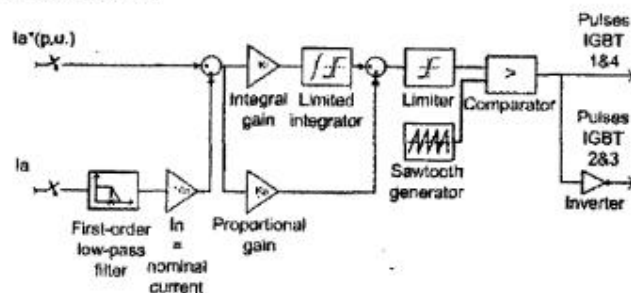 Ia*(p.u.)
Pulses
IGBT
1&4
Integral
gain
Limited
integrator
Limiter
Comparator
Pulses
IGBT
2&3
Ia
Sawtooth
generator
Inverter
First-order
low-pass
filter
In
a
nominal
current
Proportional
gain